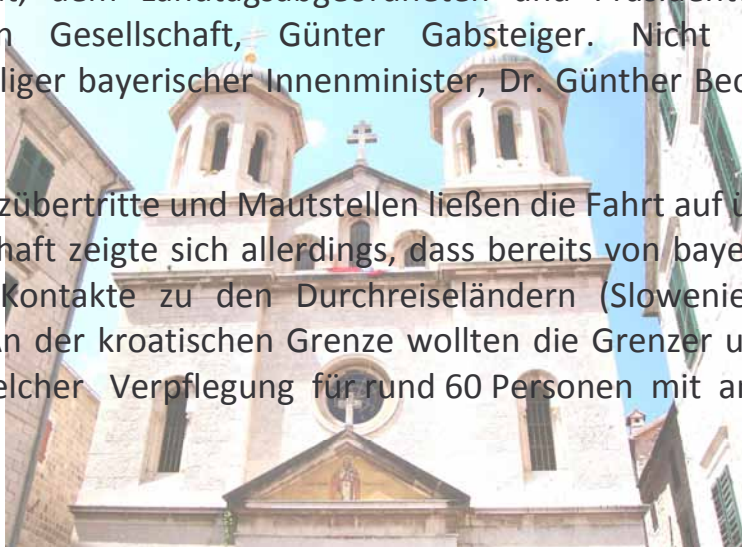 dem Landtagsabgeordneten und Präsident
Gesellschaft, Günter Gabsteiger. Nicht
liger bayerischer Innenminister, Dr. Günther Bec
zübertritte und Mautstellen ließen die Fahrt auf ü
haft zeigte sich allerdings, dass bereits von baye
Kontakte zu den Durchreiseländern (Slowenie
An der kroatischen Grenze wollten die Grenzer u
elcher Verpflegung für rund 60 Personen mit a